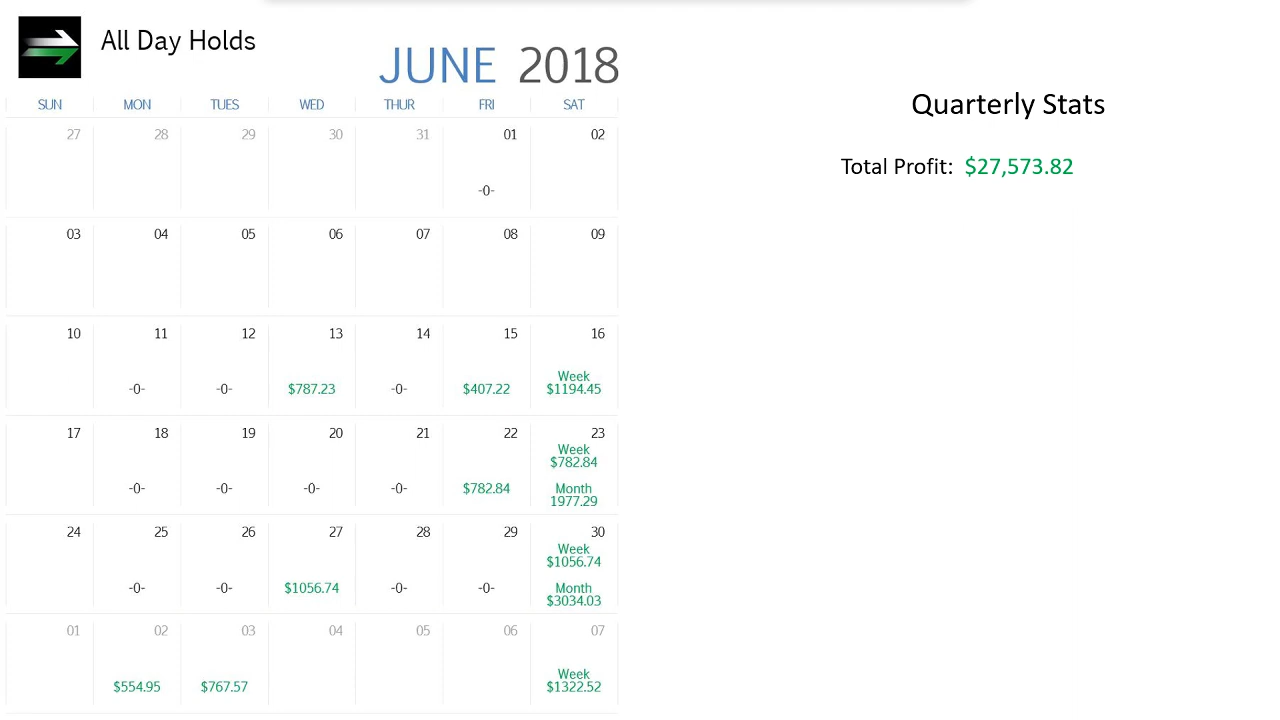 All Day Holds
JUNE 2018
SUN MON TUES WED THUR FRI SAT
27 28 29 30 31 01 02
-0-
03 04 05 06 07 08 09
10 11 12 13 14 15 16
Week
-0- -0- $787.23 -0- $407.22 $1194.45
17 18 19 20 21 22 23
Week
$782.84
-0- -0- -0- -0- $782.84 Month
1977.29
24 25 26 27 28 29 30
Week
$1056.74
-0- -0- $1056.74 -0- -0- Month
$3034.03
01 02 03 04 05 06 07
Week
$554.95 $767.57 $1322.52
Quarterly Stats
Total Profit: $27,573.82